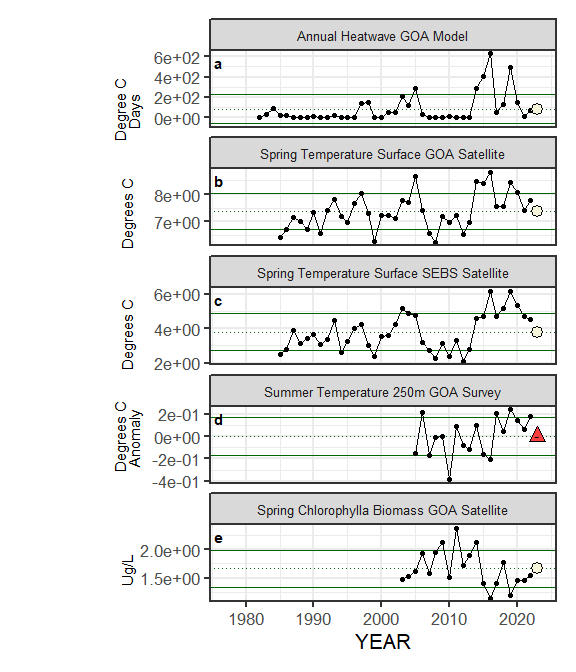 Annual Heatwave GOA Model
a
6e+02
4e+02
2e+02
0e+00
Degree C
Days
Spring Temperature Surface GOA Satellite
b
8e+00
7e+00
Degrees C
Spring Temperature Surface SEBS Satellite
c
6e+00
4e+00
2e+00
Degrees C
Summer Temperature 250m GOA Survey
d
2e-01
0e+00
-2e-01
-4e-01
Degrees C
Anomaly
Spring Chlorophylla Biomass GOA Satellite
e
2.0e+00
1.5e+00
Ug/L
1980 1990 2000 2010 2020
YEAR